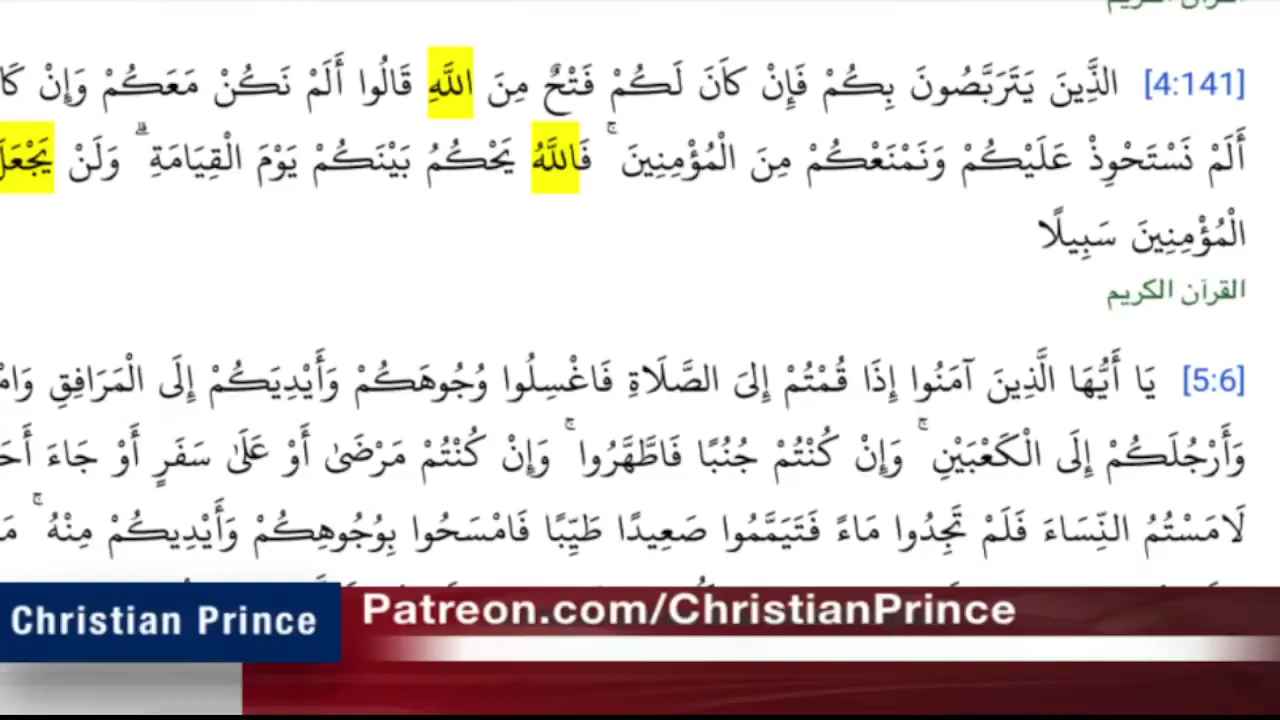 [4:141] الَّذِينَ يَتَرَبَّصُونَ بِكُمْ فَإِنْ كَانَ لَكُمْ فَتْحٌ مِنَ اللَّهِ قَالُوا أَلَمْ نَكُنْ مَعَكُمْ وَإِنْ
أَلَمْ نَسْتَحْوِذْ عَلَيْكُمْ وَنَمْنَعْكُمْ مِنَ الْمُؤْمِنِينَ ۚ فَاللَّهُ يَحْكُمُ بَيْنَكُمْ يَوْمَ الْقِيَامَةِ ۗ وَلَنْ يَجْعَلَ
الْمُؤْمِنِينَ سَبِيلًا
القرآن الكريم
[5:6] يَا أَيُّهَا الَّذِينَ آمَنُوا إِذَا قُمْتُمْ إِلَى الصَّلَاةِ فَاغْسِلُوا وُجُوهَكُمْ وَأَيْدِيَكُمْ إِلَى الْمَرَافِقِ
وَأَرْجُلَكُمْ إِلَى الْكَعْبَيْنِ ۚ وَإِنْ كُنْتُمْ جُنُبًا فَاطَّهَّرُوا ۚ وَإِنْ كُنْتُمْ مَرْضَىٰ أَوْ عَلَىٰ سَفَرٍ أَوْ جَاءَ
لَامَسْتُمُ النِّسَاءَ فَلَمْ تَجِدُوا مَاءً فَتَيَمَّمُوا صَعِيدًا طَيِّبًا فَامْسَحُوا بِوُجُوهِكُمْ وَأَيْدِيكُمْ مِنْهُ ۚ
Christian Prince
Patreon.com/ChristianPrince